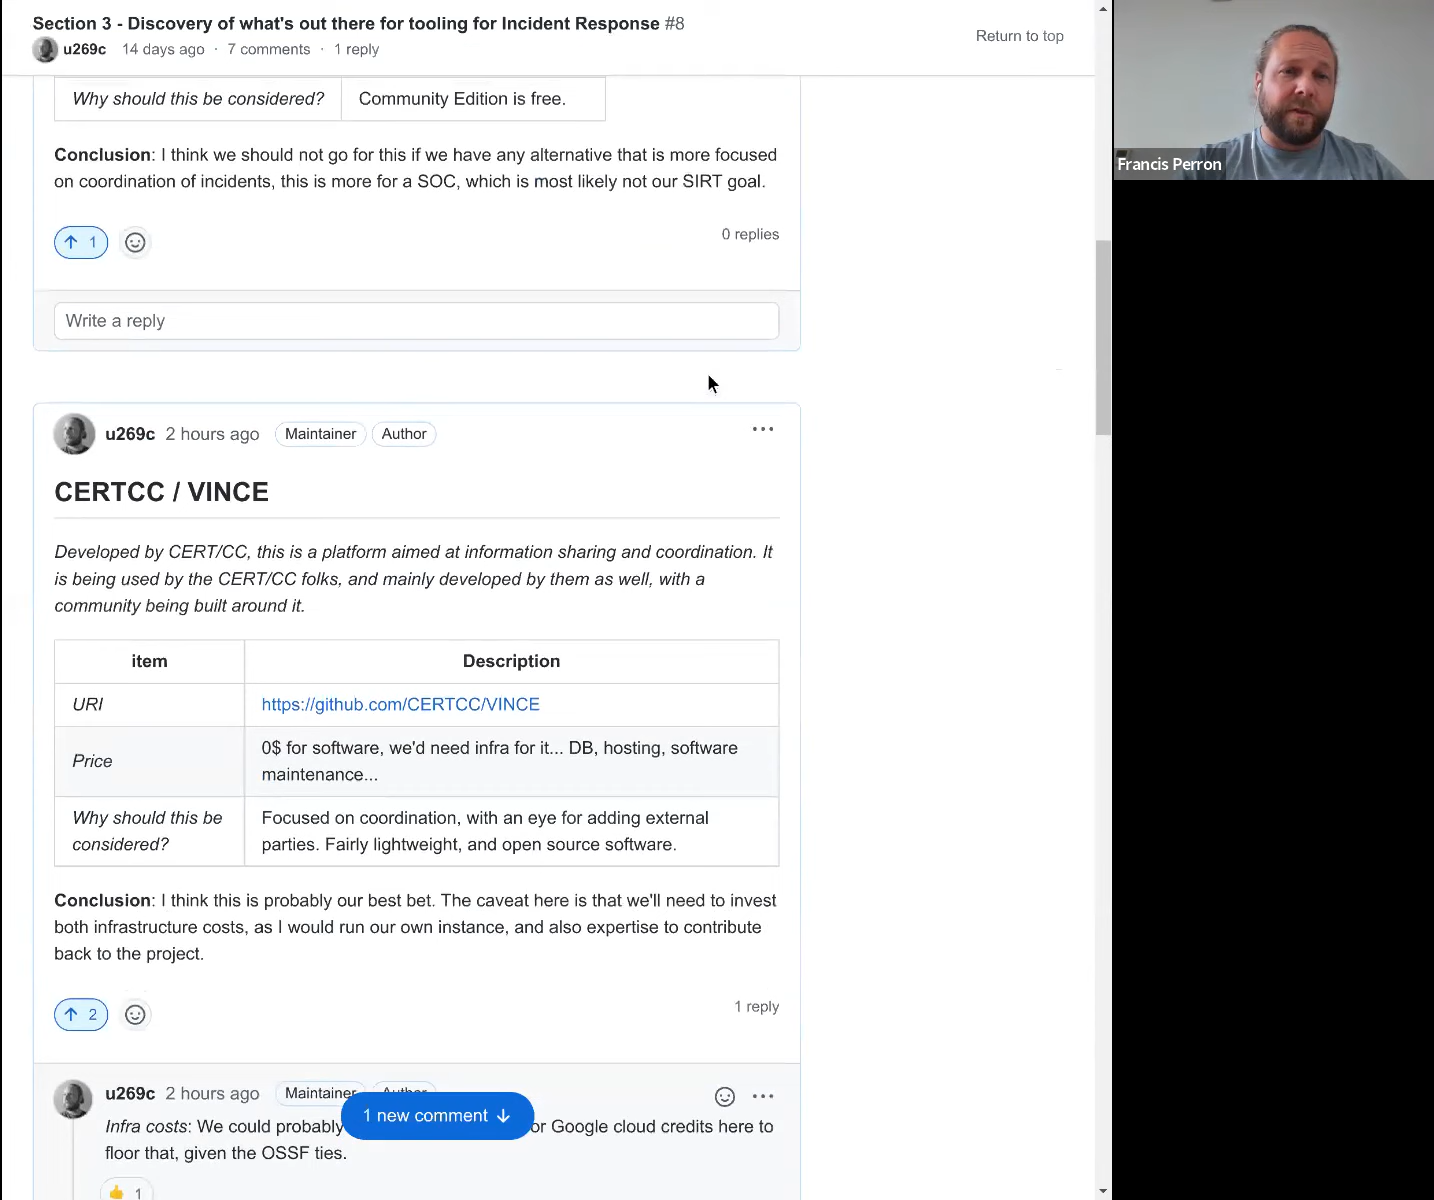 Section 3 - Discovery of what's out there for tooling for Incident Response #8
u269c 14 days ago · 7 comments · 1 reply
Return to top
Why should this be considered? Community Edition is free.
Conclusion: I think we should not go for this if we have any alternative that is more focused
on coordination of incidents, this is more for a SOC, which is most likely not our SIRT goal.
1
0 replies
Write a reply
u269c 2 hours ago Maintainer Author
CERTCC / VINCE
Developed by CERT/CC, this is a platform aimed at information sharing and coordination. It
is being used by the CERT/CC folks, and mainly developed by them as well, with a
community being built around it.
item Description
URI https://github.com/CERTCC/VINCE
Price 0$ for software, we'd need infra for it... DB, hosting, software
maintenance...
Why should this be
considered?
Focused on coordination, with an eye for adding external
parties. Fairly lightweight, and open source software.
Conclusion: I think this is probably our best bet. The caveat here is that we'll need to invest
both infrastructure costs, as I would run our own instance, and also expertise to contribute
back to the project.
2
1 reply
u269c 2 hours ago Maintainer Author
1 new comment ↓
Infra costs: We could probably or Google cloud credits here to
floor that, given the OSSF ties.
1
Francis Perron